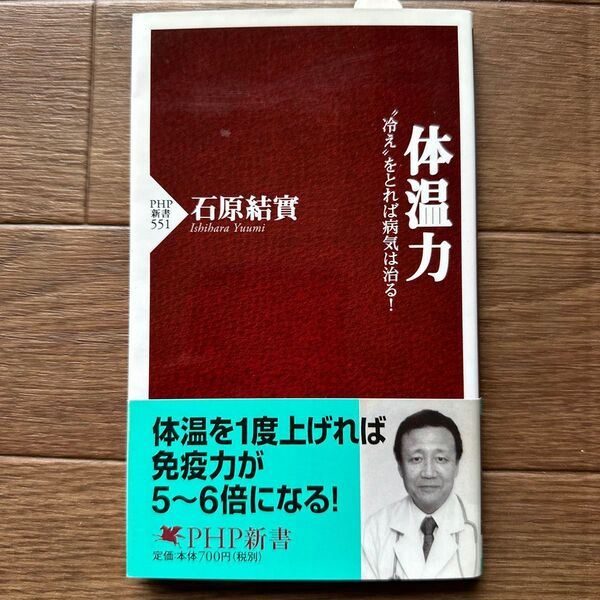 体温力
〝冷え〟をとれば病気は治る!
PHP
新書
551
石原結實
Ishihara Yuumi
体温を1度上げれば
免疫力が
5〜6倍になる!
PHP新書
定価:本体700円(税別)